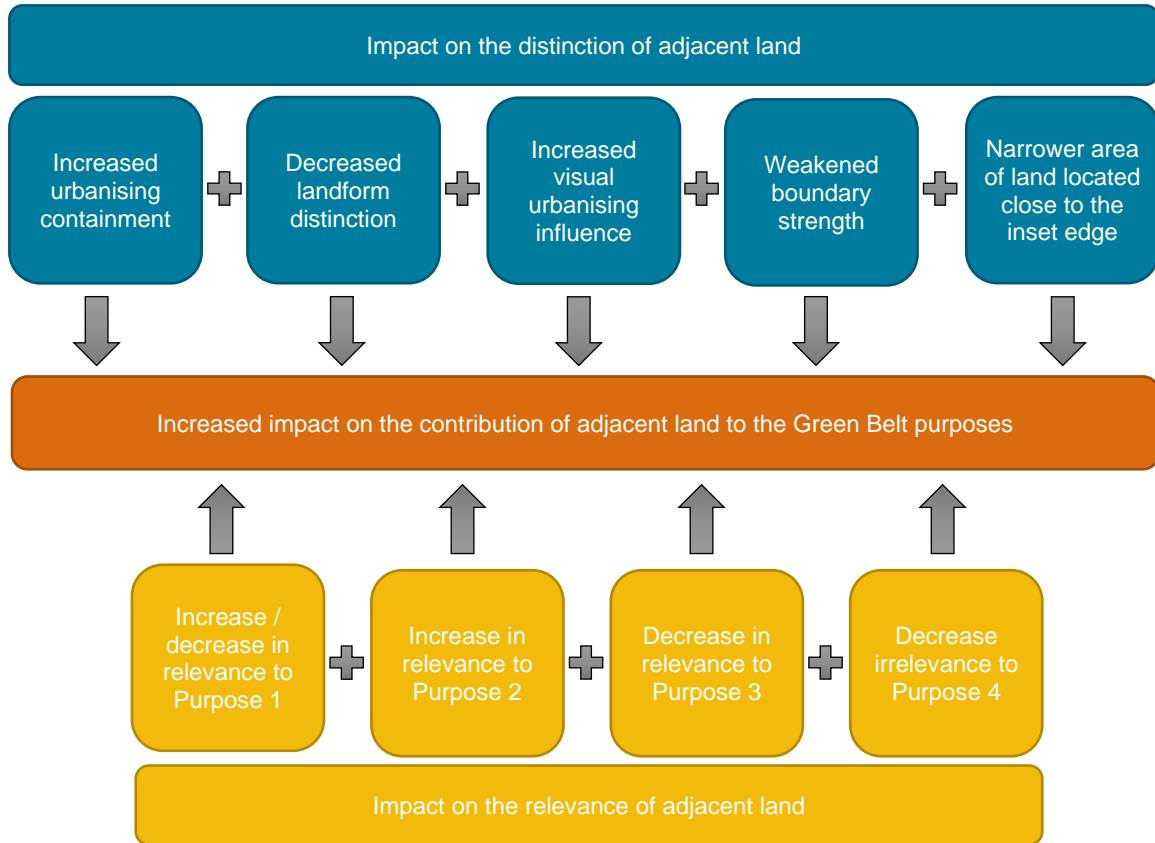 Impact on the distinction of adjacent land
Increased
urbanising
containment
Decreased
landform
distinction
Increased
visual
urbanising
influence
Weakened
boundary
strength
Narrower area
of land located
close to the
inset edge
Increased impact on the contribution of adjacent land to the Green Belt purposes
Increase /
decrease in
relevance to
Purpose 1
Increase in
relevance to
Purpose 2
Decrease in
relevance to
Purpose 3
Decrease
irrelevance to
Purpose 4
Impact on the relevance of adjacent land